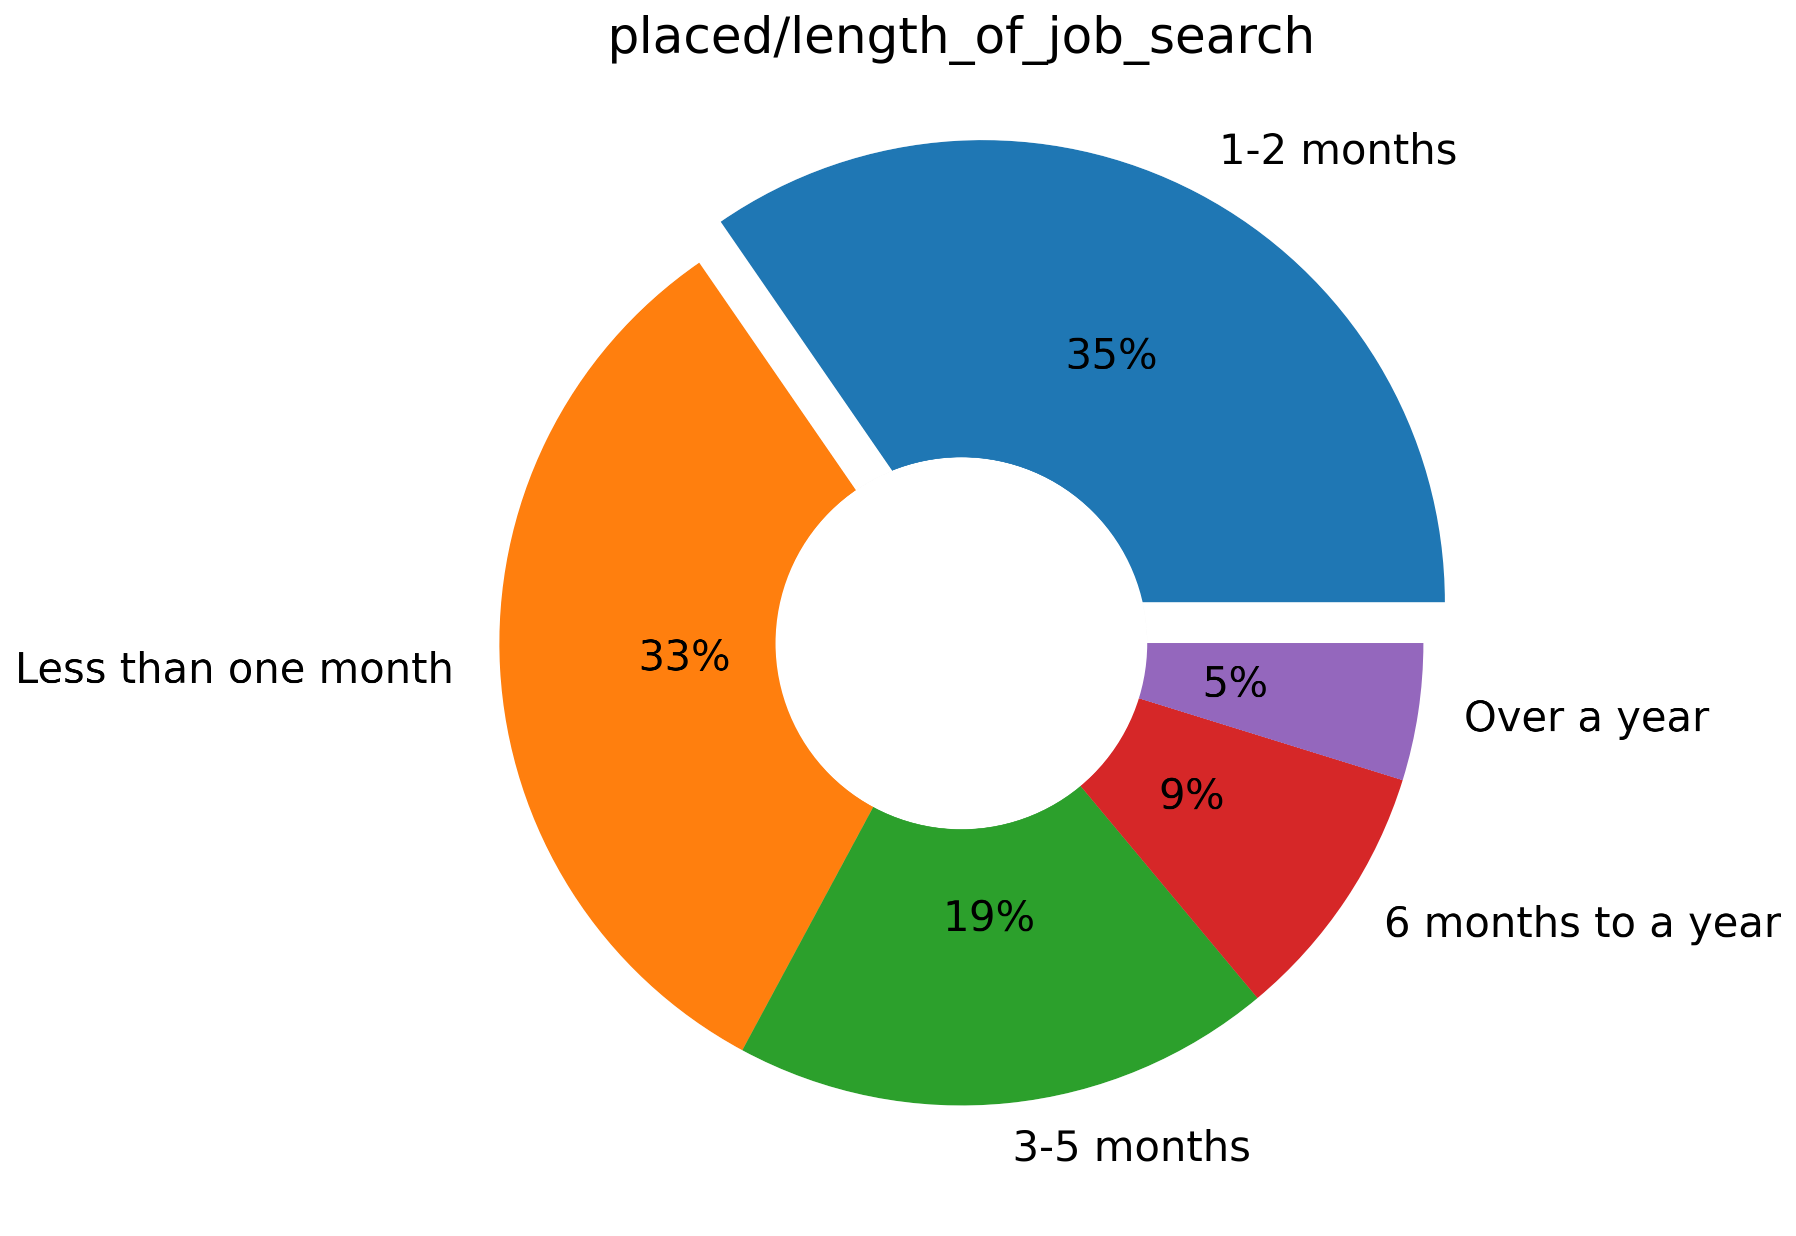 placed/length_of_job_search
1-2 months
35%
33%
Less than one month
5%
Over a year
9%
6 months to a year
19%
3-5 months